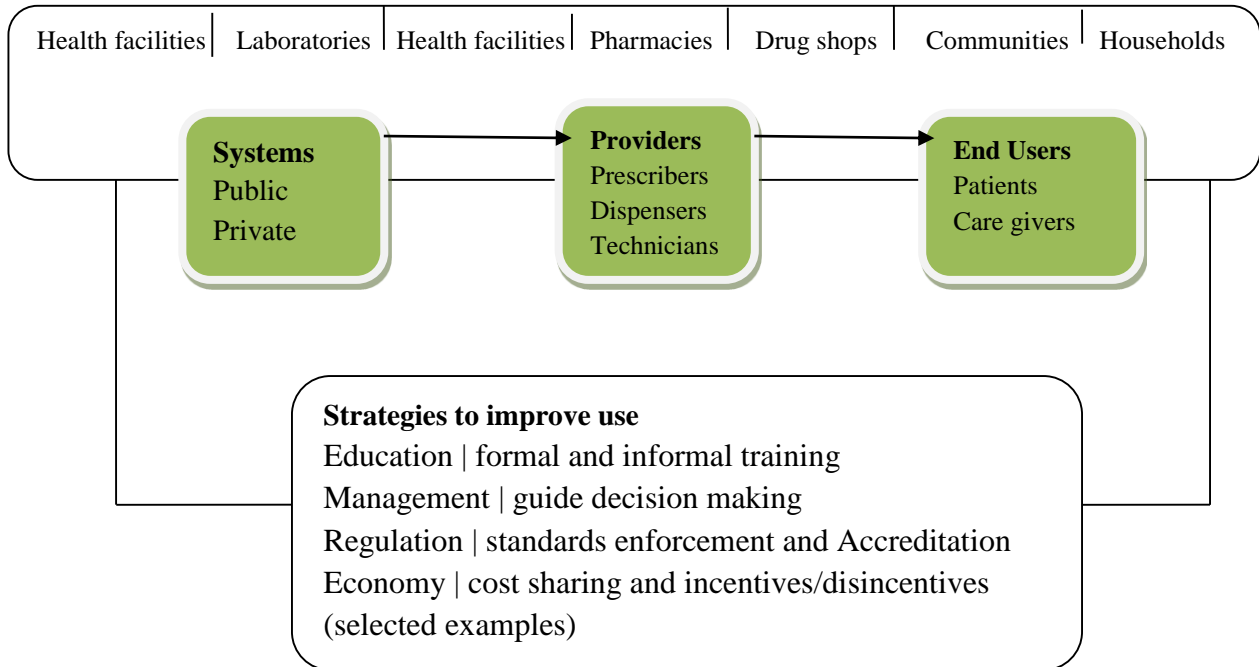 Health facilities | Laboratories | Health facilities | Pharmacies | Drug shops | Communities | Households
Systems
Public
Private
Providers
Prescribers
Dispensers
Technicians
End Users
Patients
Care givers
Strategies to improve use
Education | formal and informal training
Management | guide decision making
Regulation | standards enforcement and Accreditation
Economy | cost sharing and incentives/disincentives
(selected examples)